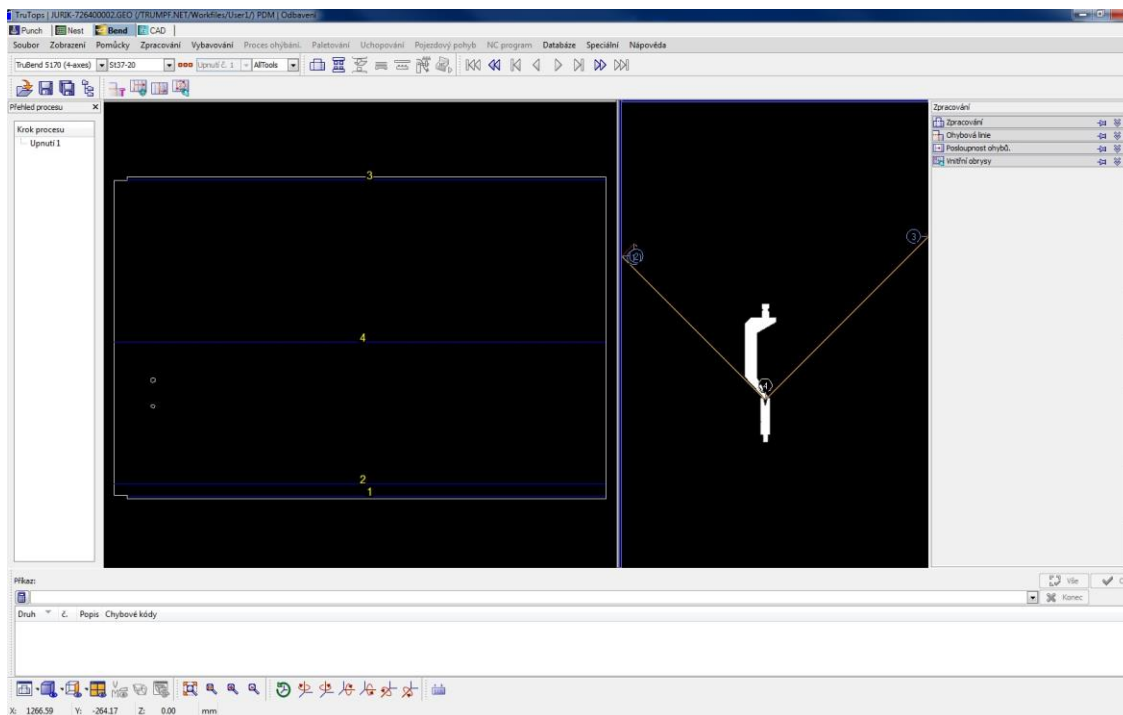 TruTops | JURIK-726400002.GEO (/TRUMPF.NET/Workfiles/User1/) PDM | Odbavení
Punch | Nest Bend CAD
Soubor Zobrazení Pomůcky Zpracování Vybavování Proces ohýbání. Paletování Uchopování Pojezdový pohyb NC program Databáze Speciální Nápověda
TruBend 5170 (4-axes) St37-20 Upnutí č. 1 AllTools
Přehled procesu X
Zpracování
Krok procesu
Upnutí 1
Zpracování
Ohybová linie
Posloupnost ohybů.
Vnitřní obrysy
3
3
4
4
2
1
Příkaz:
Vše
Konec
Druh č. Popis Chybové kódy
X: 1266.59 Y: -264.17 Z: 0.00 mm